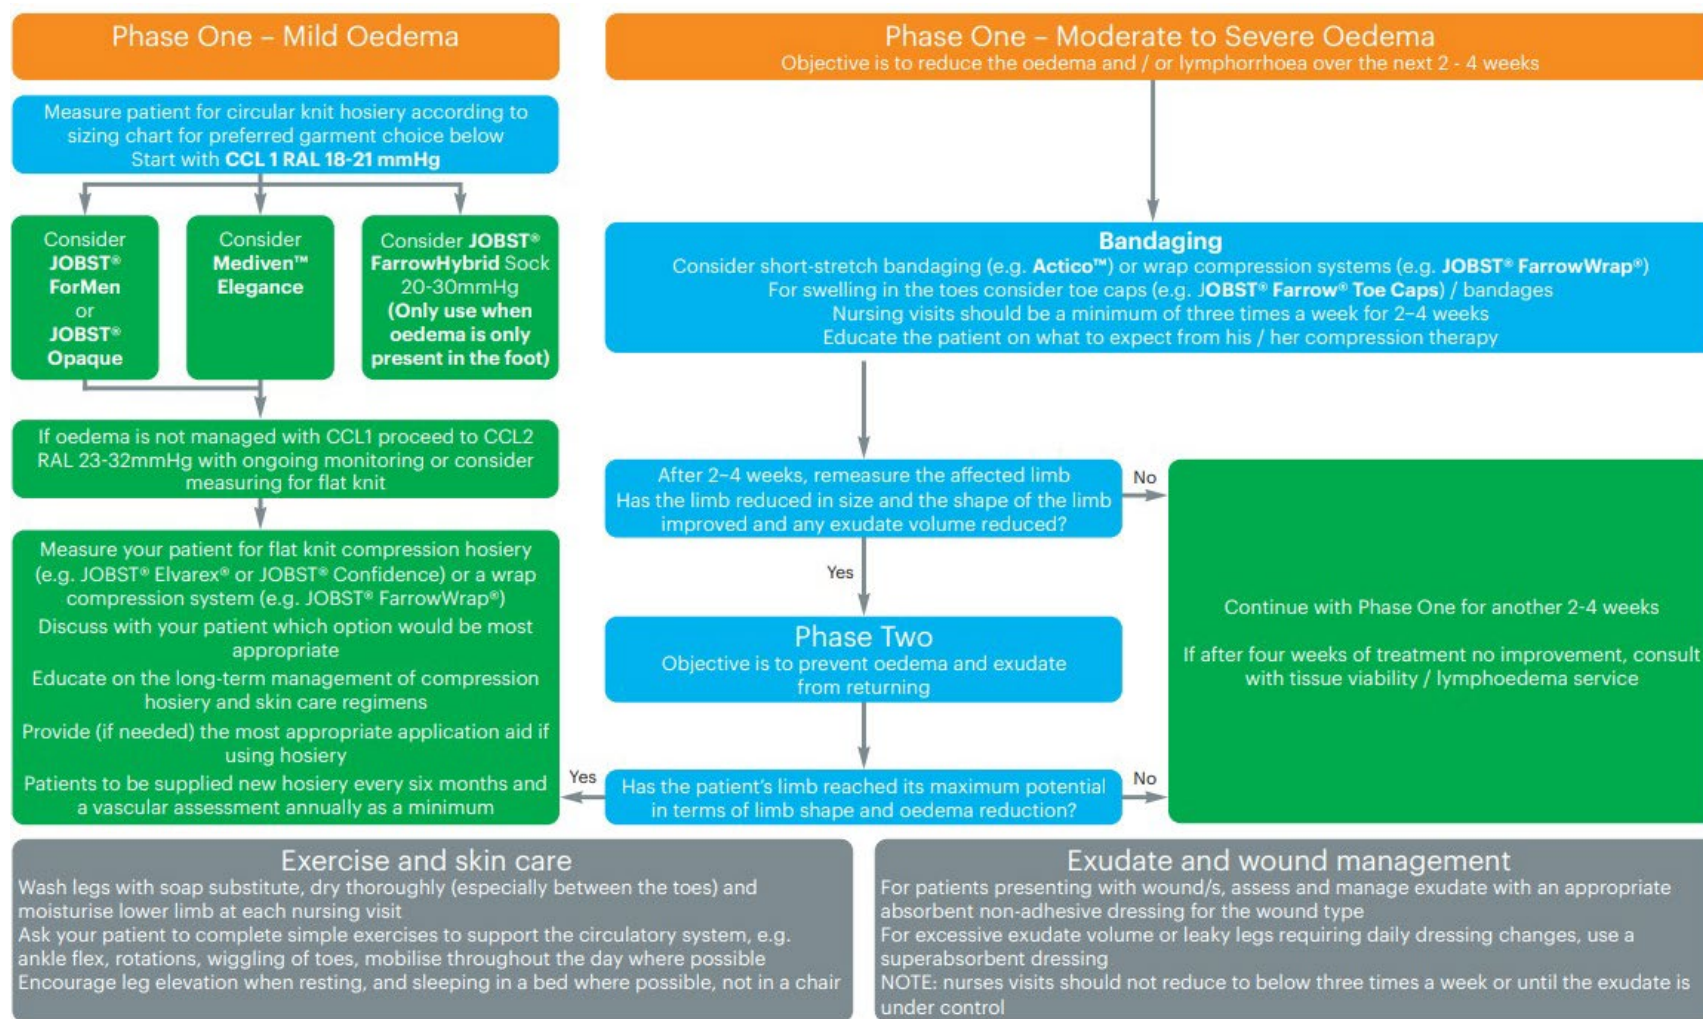 Phase One – Mild Oedema
Measure patient for circular knit hosiery according to
sizing chart for preferred garment choice below
Start with CCL 1 RAL 18-21 mmHg
Consider
JOBST®
ForMen
or
JOBST®
Opaque
Consider
Mediven™
Elegance
Consider JOBST®
FarrowHybrid Sock
20-30mmHg
(Only use when
oedema is only
present in the foot)
If oedema is not managed with CCL1 proceed to CCL2
RAL 23-32mmHg with ongoing monitoring or consider
measuring for flat knit
Measure your patient for flat knit compression hosiery
(e.g. JOBST® Elvarex® or JOBST® Confidence) or a wrap
compression system (e.g. JOBST® FarrowWrap®)
Discuss with your patient which option would be most
appropriate
Educate on the long-term management of compression
hosiery and skin care regimens
Provide (if needed) the most appropriate application aid if
using hosiery
Patients to be supplied new hosiery every six months and
a vascular assessment annually as a minimum
Phase One – Moderate to Severe Oedema
Objective is to reduce the oedema and / or lymphorrhoea over the next 2 - 4 weeks
Bandaging
Consider short-stretch bandaging (e.g. Actico™) or wrap compression systems (e.g. JOBST® FarrowWrap®)
For swelling in the toes consider toe caps (e.g. JOBST® Farrow® Toe Caps) / bandages
Nursing visits should be a minimum of three times a week for 2–4 weeks
Educate the patient on what to expect from his / her compression therapy
After 2–4 weeks, remeasure the affected limb
Has the limb reduced in size and the shape of the limb
improved and any exudate volume reduced?
No
Yes
Phase Two
Objective is to prevent oedema and exudate
from returning
Has the patient's limb reached its maximum potential
in terms of limb shape and oedema reduction?
Yes
No
Continue with Phase One for another 2-4 weeks
If after four weeks of treatment no improvement, consult
with tissue viability / lymphoedema service
Exercise and skin care
Wash legs with soap substitute, dry thoroughly (especially between the toes) and
moisturise lower limb at each nursing visit
Ask your patient to complete simple exercises to support the circulatory system, e.g.
ankle flex, rotations, wiggling of toes, mobilise throughout the day where possible
Encourage leg elevation when resting, and sleeping in a bed where possible, not in a chair
Exudate and wound management
For patients presenting with wound/s, assess and manage exudate with an appropriate
absorbent non-adhesive dressing for the wound type
For excessive exudate volume or leaky legs requiring daily dressing changes, use a
superabsorbent dressing
NOTE: nurses visits should not reduce to below three times a week or until the exudate is
under control